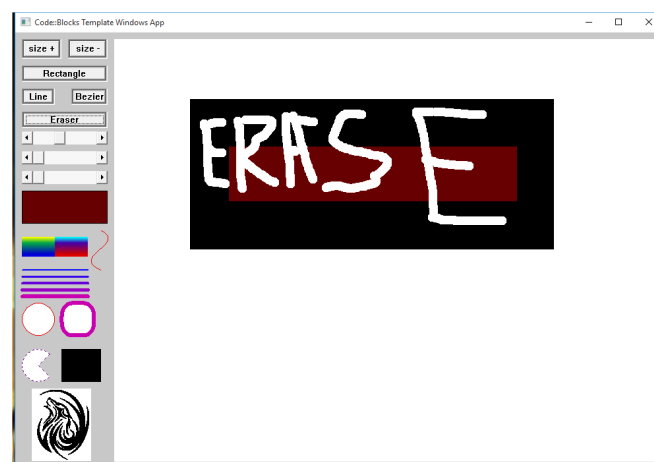 Code::Blocks Template Windows App
size + size -
Rectangle
Line Bezier
Eraser
ERASE